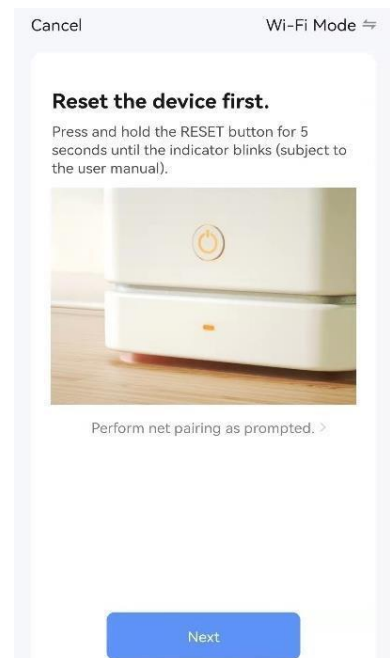 Cancel
Wi-Fi Mode
Reset the device first.
Press and hold the RESET button for 5
seconds until the indicator blinks (subject to
the user manual).
Perform net pairing as prompted. >
Next